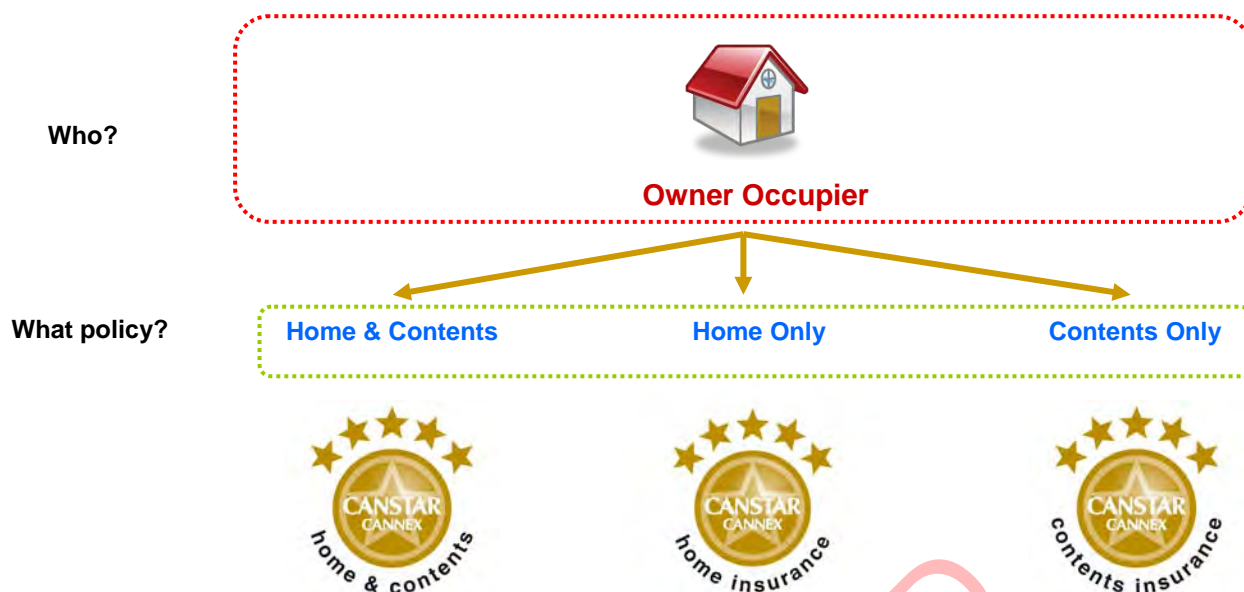 Who?
Owner Occupier
What policy?
Home & Contents
Home Only
Contents Only
CANSTAR
CANNEX
home & contents
CANSTAR
CANNEX
home insurance
CANSTAR
CANNEX
contents insurance